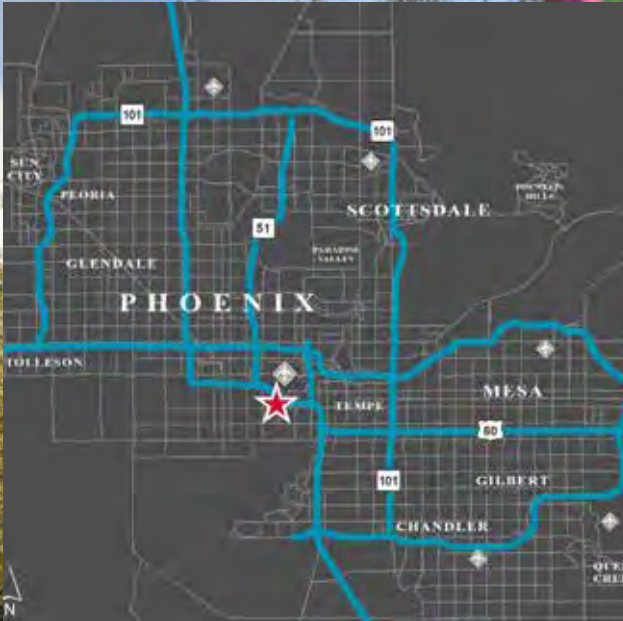 101
101
SUN
CITY
PEORIA
SCOTTSDALE
FOUNTAIN
HILLS
51
PARADISE
VALLEY
GLENDALE
PHOENIX
TOLLESON
MESA
TEMPE
60
101
GILBERT
CHANDLER
N